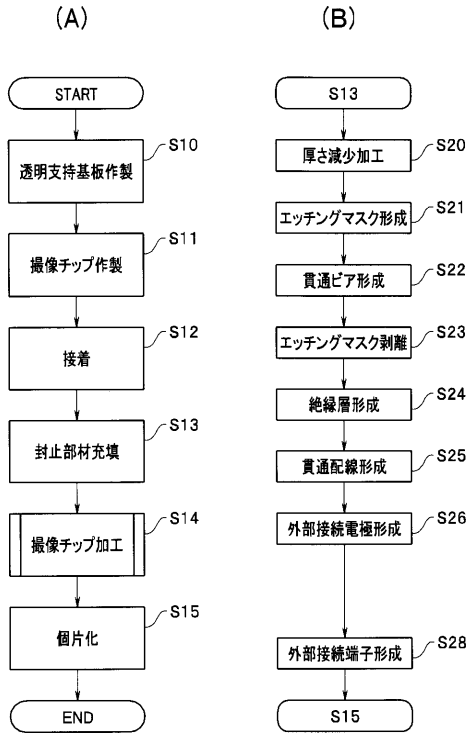 (A)
START
S10
透明支持基板作製
S11
撮像チップ作製
S12
接着
S13
封止部材充填
S14
撮像チップ加工
S15
個片化
END
(B)
S13
S20
厚さ減少加工
S21
エッチングマスク形成
S22
貫通ビア形成
S23
エッチングマスク剥離
S24
絶縁層形成
S25
貫通配線形成
S26
外部接続電極形成
S28
外部接続端子形成
S15